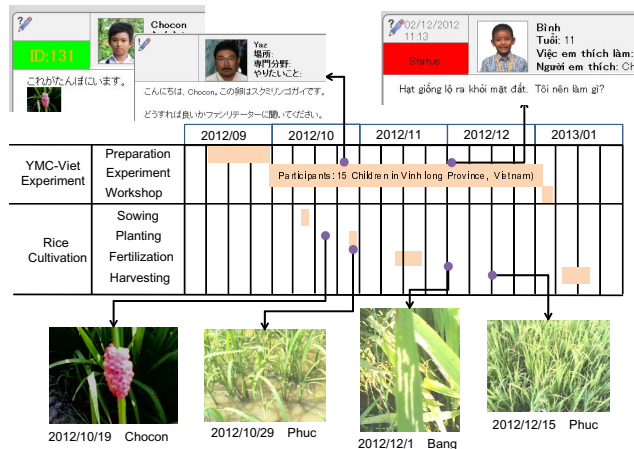 Chocon
ID:131
これがたんぼにいます。
Yaz
場所:
専門分野:
やりたいこと:
こんにちは、Chocon。この卵はスクミリンゴガイです。
どうすれば良いかファシリテーターに聞いてください。
02/12/2012
11:13
Status
Bình
Tuổi: 11
Việc em thích làm:
Người em thích: Ch
Hạt giống lộ ra khỏi mặt đất. Tôi nên làm gì?
2012/09 2012/10 2012/11 2012/12 2013/01
YMC-Viet
Experiment
Preparation
Experiment
Workshop
Participants: 15 Children in Vinh long Province, Vietnam)
Rice
Cultivation
Sowing
Planting
Fertilization
Harvesting
2012/10/19 Chocon
2012/10/29 Phuc
2012/12/1 Bang
2012/12/15 Phuc